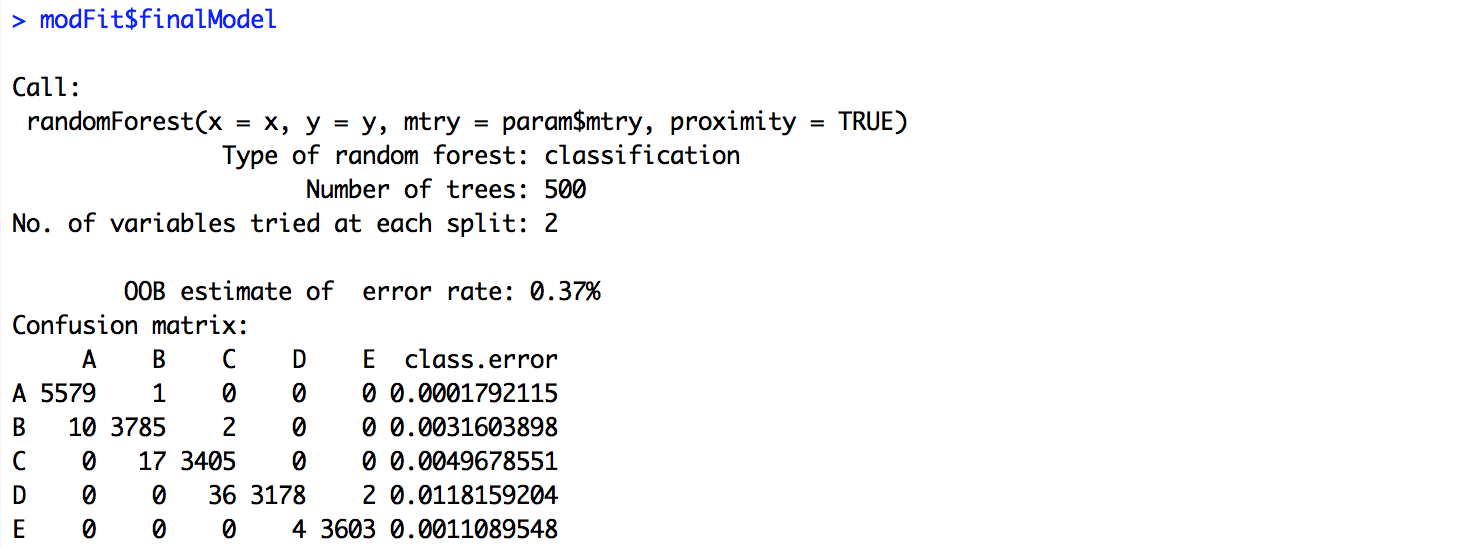 > modFit$finalModel
Call:
randomForest(x = x, y = y, mtry = param$mtry, proximity = TRUE)
Type of random forest: classification
Number of trees: 500
No. of variables tried at each split: 2
OOB estimate of  error rate: 0.37%
Confusion matrix:
A B C D E class.error
A 5579 1 0 0 0 0.0001792115
B 10 3785 2 0 0 0.0031603898
C 0 17 3405 0 0 0.0049678551
D 0 0 36 3178 2 0.0118159204
E 0 0 0 4 3603 0.0011089548